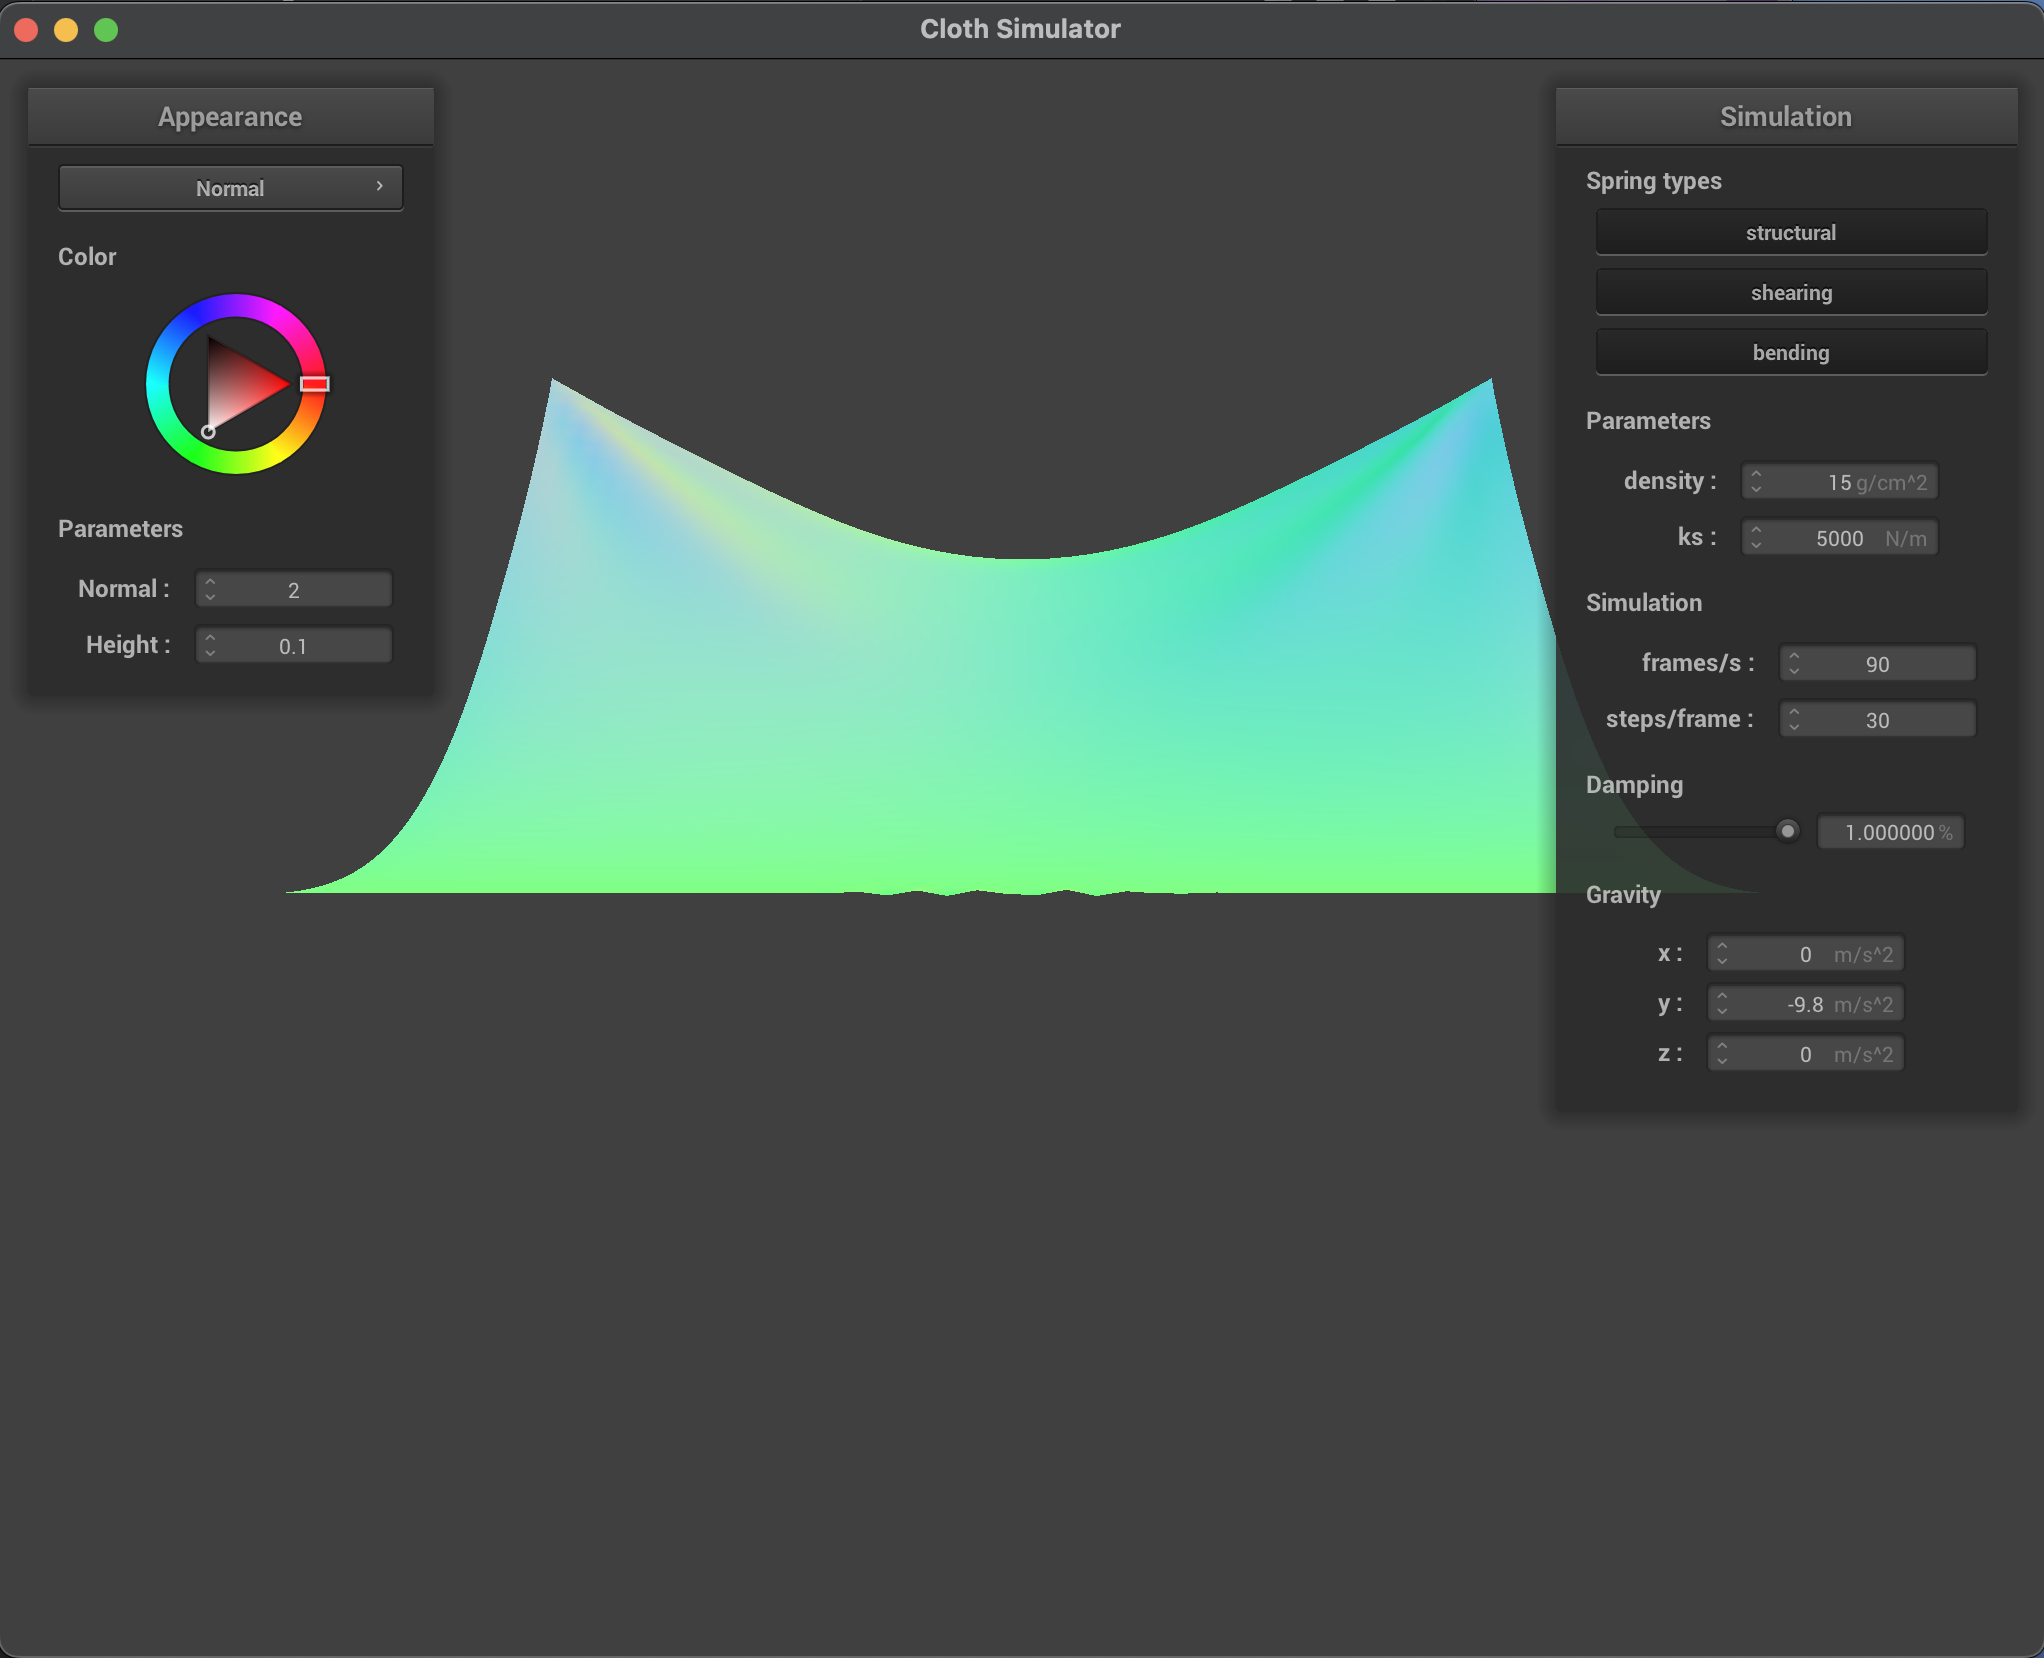 Cloth Simulator
Appearance
Normal
Color
Parameters
Normal : 2
Height : 0.1
Simulation
Spring types
structural
shearing
bending
Parameters
density : 15 g/cm^2
ks : 5000 N/m
Simulation
frames/s : 90
steps/frame : 30
Damping
1.000000 %
Gravity
x : 0 m/s^2
y : -9.8 m/s^2
z : 0 m/s^2